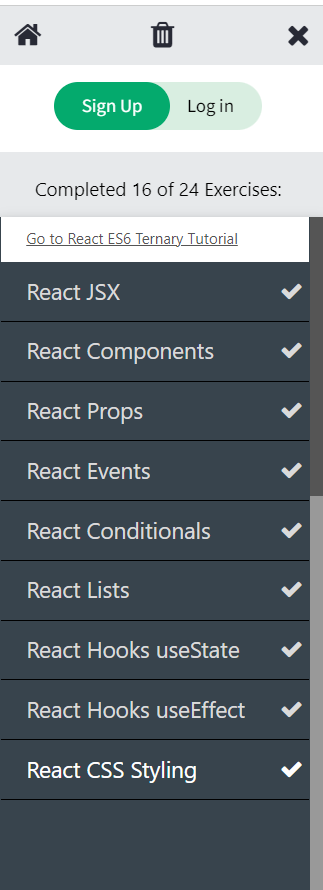 Sign Up Log in
Completed 16 of 24 Exercises:
Go to React ES6 Ternary Tutorial
React JSX
React Components
React Props
React Events
React Conditionals
React Lists
React Hooks useState
React Hooks useEffect
React CSS Styling